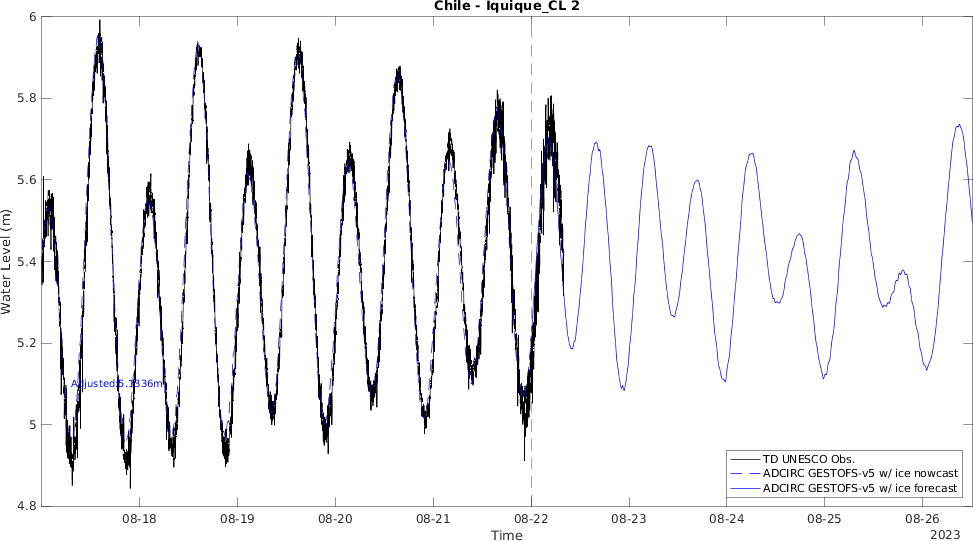 Chile - Iquique_CL 2
Water Level (m)
6
5.8
5.6
5.4
5.2
5
4.8
Adjusted:5.1336m
TD UNESCO Obs.
ADCIRC GESTOFS-v5 w/ ice nowcast
ADCIRC GESTOFS-v5 w/ ice forecast
08-18
08-19
08-20
08-21
08-22
08-23
08-24
08-25
08-26
Time
2023